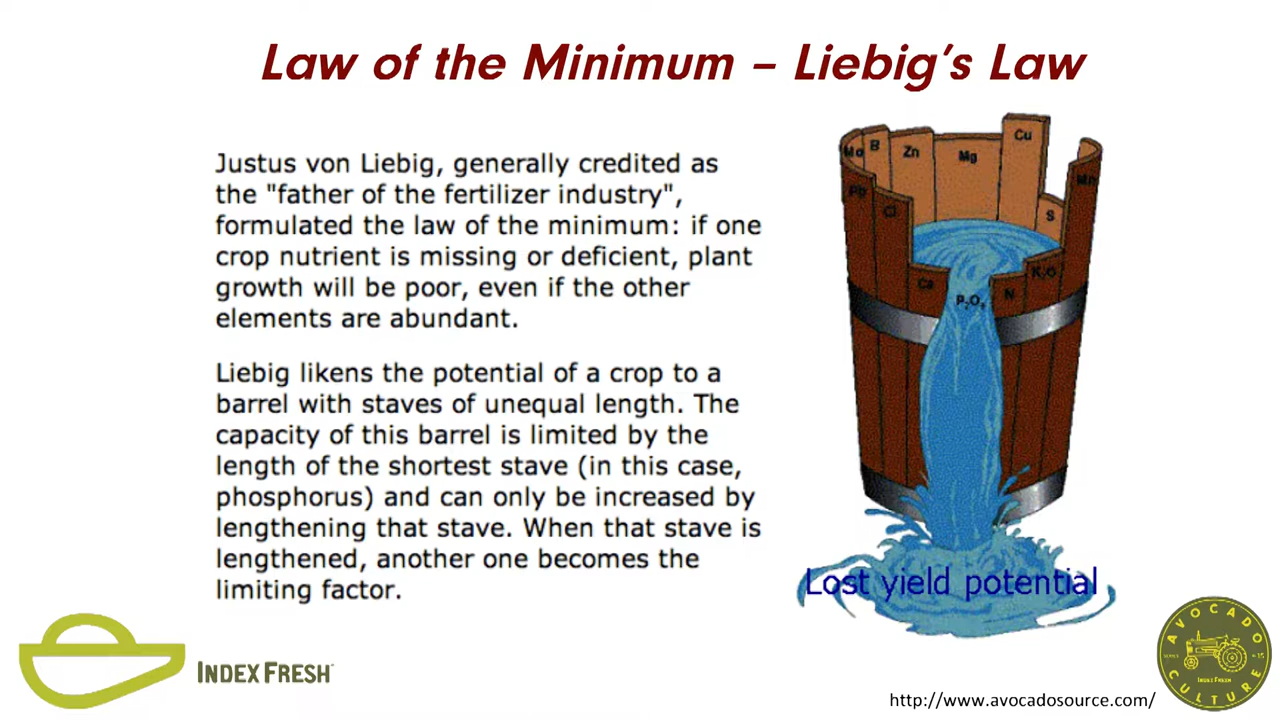 Law of the Minimum – Liebig's Law
Justus von Liebig, generally credited as
the "father of the fertilizer industry",
formulated the law of the minimum: if one
crop nutrient is missing or deficient, plant
growth will be poor, even if the other
elements are abundant.
Liebig likens the potential of a crop to a
barrel with staves of unequal length. The
capacity of this barrel is limited by the
length of the shortest stave (in this case,
phosphorus) and can only be increased by
lengthening that stave. When that stave is
lengthened, another one becomes the
limiting factor.
Mo B Zn Mg Cu
Mn
Cl
S
K₂O
N
P₂O₅
Lost yield potential
INDEX FRESH
AVOCADO
INDEX FRESH
CULTURE
http://www.avocadosource.com/